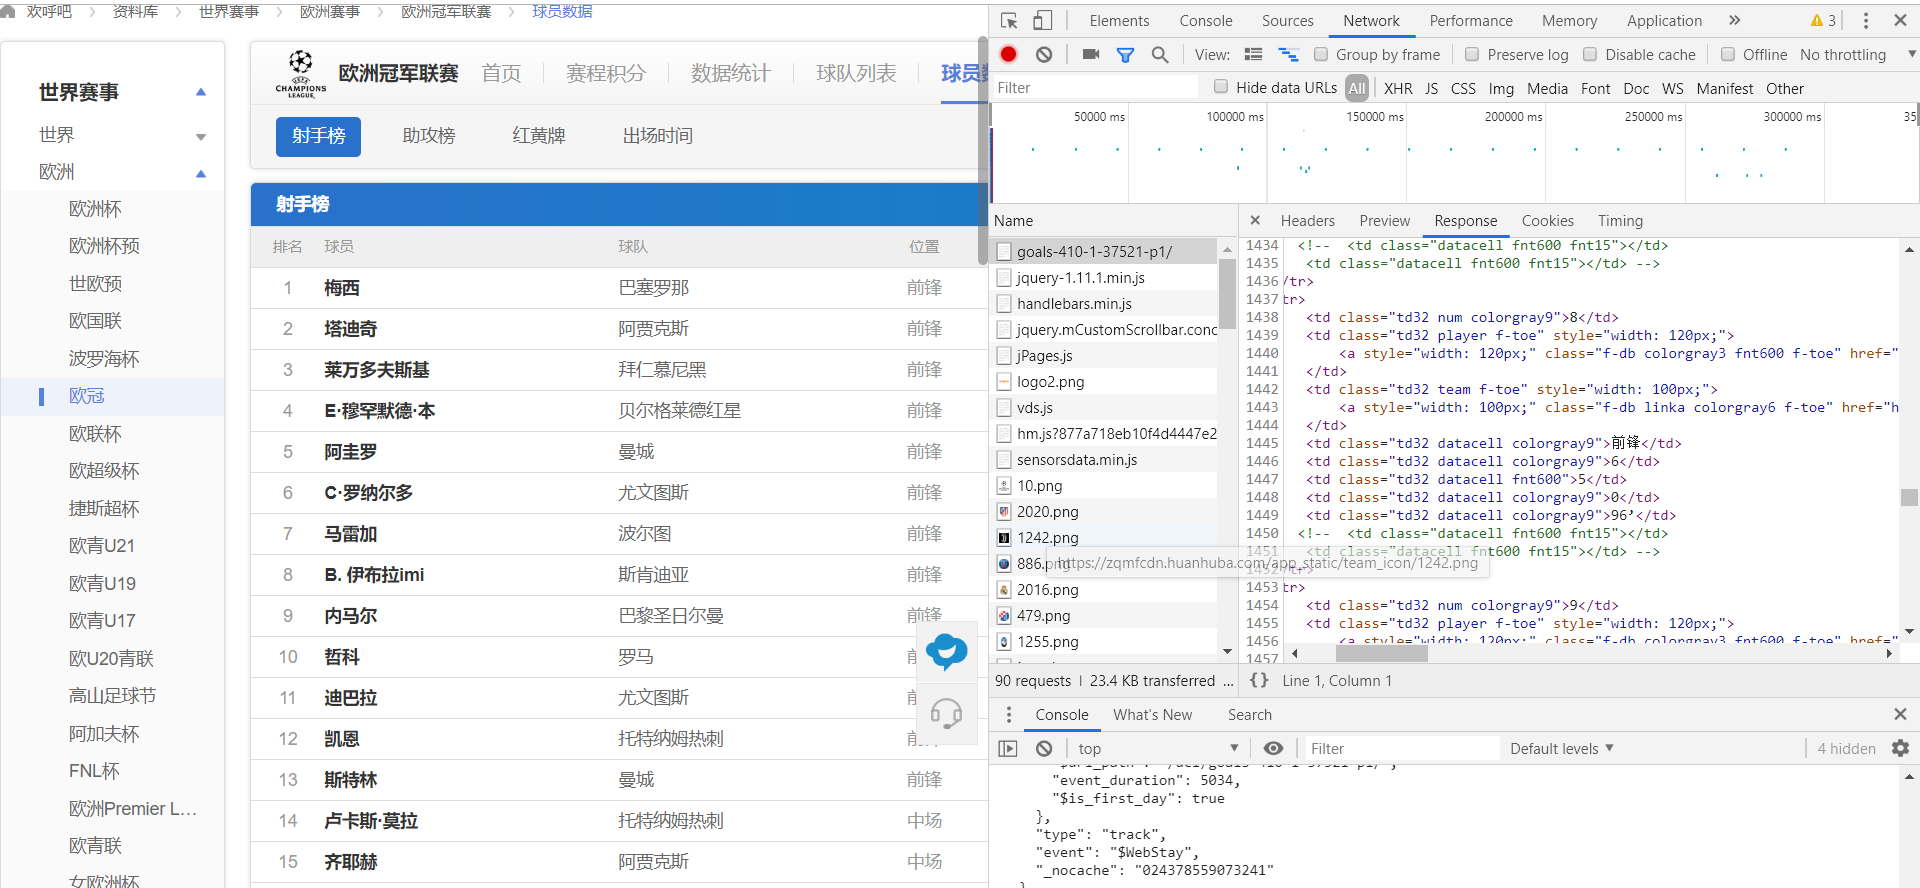 欢呼吧 > 资料库 > 世界赛事 > 欧洲赛事 > 欧洲冠军联赛 > 球员数据
世界赛事
世界
欧洲
欧洲杯
欧洲杯预
世欧预
欧国联
波罗海杯
欧冠
欧联杯
欧超级杯
捷斯超杯
欧青U21
欧青U19
欧青U17
欧U20青联
高山足球节
阿加夫杯
FNL杯
欧洲Premier L…
欧青联
女欧洲杯
CHAMPIONS
LEAGUE.
欧洲冠军联赛 首页 赛程积分 数据统计 球队列表 球员数
射手榜 助攻榜 红黄牌 出场时间
射手榜
排名 球员 球队 位置
1 梅西 巴塞罗那 前锋
2 塔迪奇 阿贾克斯 前锋
3 莱万多夫斯基 拜仁慕尼黑 前锋
4 E·穆罕默德·本 贝尔格莱德红星 前锋
5 阿圭罗 曼城 前锋
6 C·罗纳尔多 尤文图斯 前锋
7 马雷加 波尔图 前锋
8 B. 伊布拉imi 斯肯迪亚 前锋
9 内马尔 巴黎圣日尔曼 前锋
10 哲科 罗马 前
11 迪巴拉 尤文图斯 前
12 凯恩 托特纳姆热刺 前
13 斯特林 曼城 前锋
14 卢卡斯·莫拉 托特纳姆热刺 中场
15 齐耶赫 阿贾克斯 中场
Elements Console Sources Network Performance Memory Application » 3
View: Group by frame Preserve log Disable cache Offline No throttling
Filter Hide data URLs All XHR JS CSS Img Media Font Doc WS Manifest Other
50000 ms 100000 ms 150000 ms 200000 ms 250000 ms 300000 ms 35
Name
goals-410-1-37521-p1/
jquery-1.11.1.min.js
handlebars.min.js
jquery.mCustomScrollbar.conc
jPages.js
logo2.png
vds.js
hm.js?877a718eb10f4d4447e2
sensorsdata.min.js
10.png
2020.png
1242.png
886.png
2016.png
479.png
1255.png
https://zqmfcdn.huanhuba.com/app_static/team_icon/1242.png
90 requests | 23.4 KB transferred ...
× Headers Preview Response Cookies Timing
1434 <!-- <td class="datacell fnt600 fnt15"></td>
1435 <td class="datacell fnt600 fnt15"></td> -->
1436 /tr>
1437 tr>
1438 <td class="td32 num colorgray9">8</td>
1439 <td class="td32 player f-toe" style="width: 120px;">
1440 <a style="width: 120px;" class="f-db colorgray3 fnt600 f-toe" href="
1441 </td>
1442 <td class="td32 team f-toe" style="width: 100px;">
1443 <a style="width: 100px;" class="f-db linka colorgray6 f-toe" href="h
1444 </td>
1445 <td class="td32 datacell colorgray9">前锋</td>
1446 <td class="td32 datacell colorgray9">6</td>
1447 <td class="td32 datacell fnt600">5</td>
1448 <td class="td32 datacell colorgray9">0</td>
1449 <td class="td32 datacell colorgray9">96'</td>
1450 <!-- <td class="datacell fnt600 fnt15"></td>
1451 <td class="datacell fnt600 fnt15"></td> -->
1452 /tr>
1453 tr>
1454 <td class="td32 num colorgray9">9</td>
1455 <td class="td32 player f-toe" style="width: 120px;">
1456 <a style="width: 120px;" class="f-db colorgray3 fnt600 f-toe" href="
1457
{} Line 1, Column 1
Console What's New Search
top Filter Default levels 4 hidden
"$url_path": "/dci/goals-410-1-37521-p1/",
"event_duration": 5034,
"$is_first_day": true
},
"type": "track",
"event": "$WebStay",
"_nocache": "024378559073241"
}